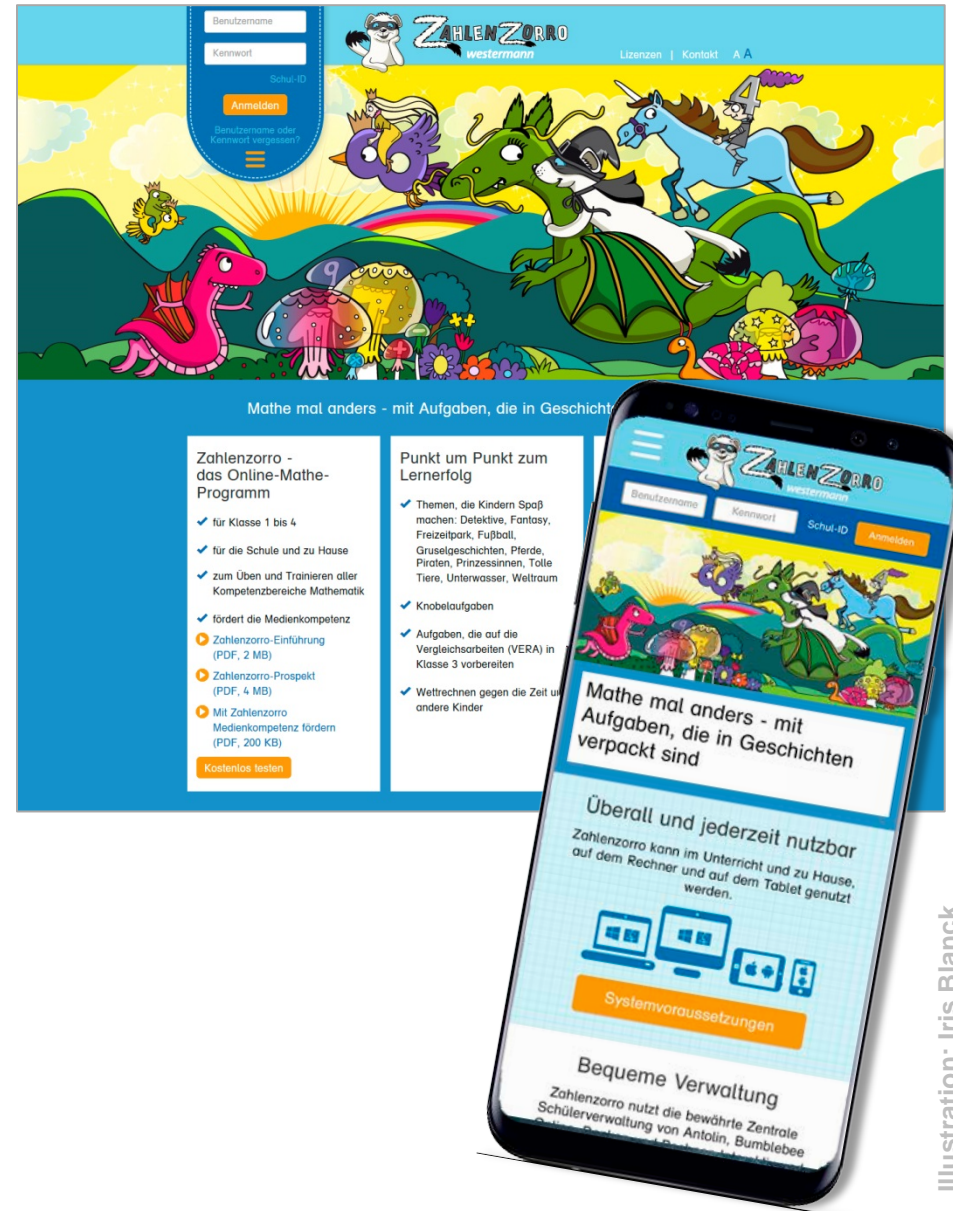 Benutzername
Kennwort
Schul-ID
Anmelden
Benutzername oder
Kennwort vergessen?
ZAHLENZORRO
westermann
Lizenzen | Kontakt A A
4
9
1
7
3
Mathe mal anders - mit Aufgaben, die in
Zahlenzorro -
das Online-Mathe-
Programm
für Klasse 1 bis 4
für die Schule und zu Hause
zum Üben und Trainieren aller
Kompetenzbereiche Mathematik
fördert die Medienkompetenz
Zahlenzorro-Einführung
(PDF, 2 MB)
Zahlenzorro-Prospekt
(PDF, 4 MB)
Mit Zahlenzorro
Medienkompetenz fördern
(PDF, 200 KB)
Kostenlos testen
Punkt um Punkt zum
Lernerfolg
Themen, die Kindern Spaß
machen: Detektive, Fantasy,
Freizeitpark, Fußball,
Gruselgeschichten, Pferde,
Piraten, Prinzessinnen, Tolle
Tiere, Unterwasser, Weltraum
Knobelaufgaben
Aufgaben, die auf die
Vergleichsarbeiten (VERA) in
Klasse 3 vorbereiten
Wettrechnen gegen die Zeit
andere Kinder
ZAHLENZORRO
westermann
Benutzername
Kennwort
Schul-ID
Anmelden
Mathe mal anders - mit
Aufgaben, die in Geschichten
verpackt sind
Überall und jederzeit nutzbar
Zahlenzorro kann im Unterricht und zu Hause,
auf dem Rechner und auf dem Tablet genutzt
werden.
Systemvoraussetzungen
Bequeme Verwaltung
Zahlenzorro nutzt die bewährte Zentrale
Schülerverwaltung von Antolin, Bumblebee
Illustration: Iris Blanck